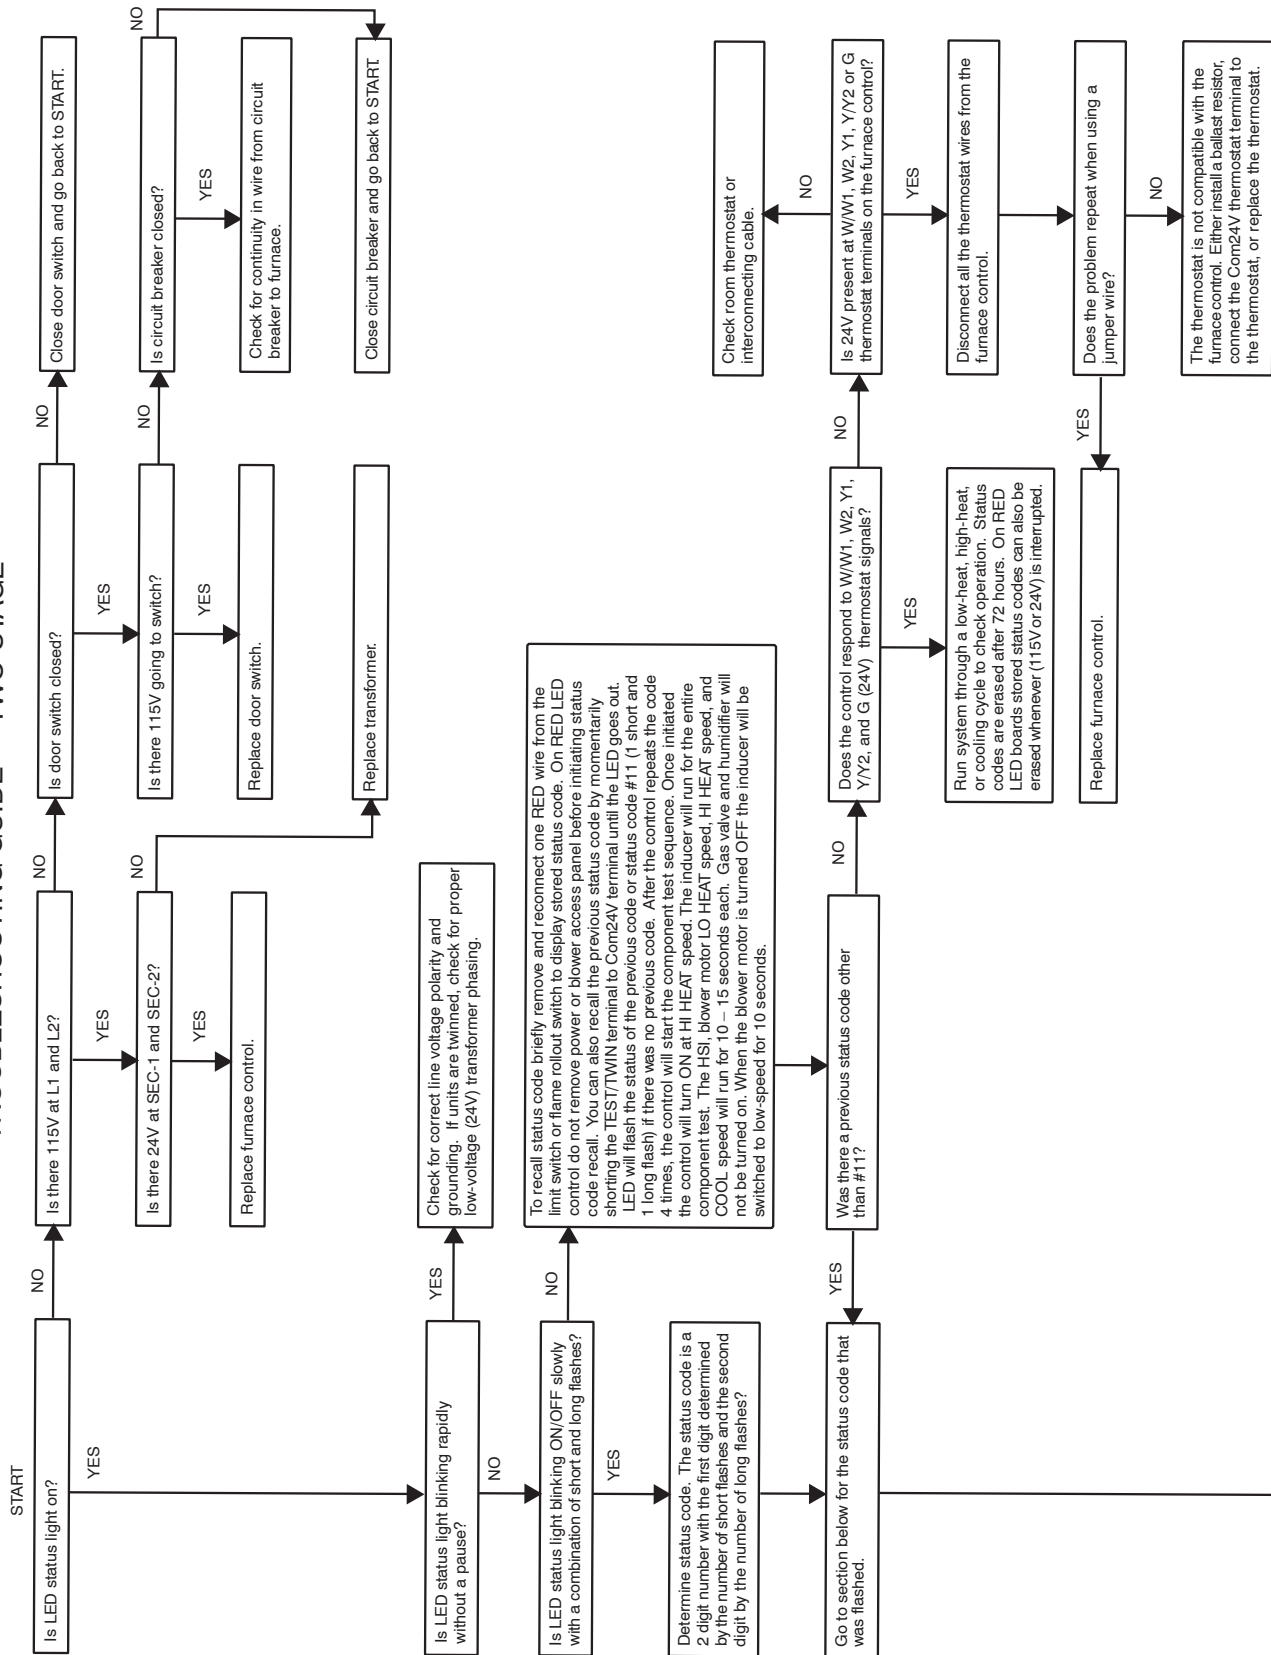 START
Is LED status light on?
NO
YES
Is there 115V at L1 and L2?
NO
YES
Is door switch closed?
NO
YES
Close door switch and go back to START.
Is there 24V at SEC-1 and SEC-2?
NO
YES
Is there 115V going to switch?
NO
YES
Is circuit breaker closed?
NO
YES
Replace furnace control.
Replace door switch.
Check for continuity in wire from circuit
breaker to furnace.
Replace transformer.
Close circuit breaker and go back to START.
Is LED status light blinking rapidly
without a pause?
YES
NO
Check for correct line voltage polarity and
grounding. If units are twinned, check for proper
low-voltage (24V) transformer phasing.
Is LED status light blinking ON/OFF slowly
with a combination of short and long flashes?
NO
YES
To recall status code briefly remove and reconnect one RED wire from the
limit switch or flame rollout switch to display stored status code. On RED LED
control do not remove power or blower access panel before initiating status
code recall. You can also recall the previous status code by momentarily
shorting the TEST/TWIN terminal to Com24V terminal until the LED goes out.
LED will flash the status of the previous code or status code #11 (1 short and
1 long flash) if there was no previous code. After the control repeats the code
4 times, the control will start the component test sequence. Once initiated
the control will turn ON at HI HEAT speed. The inducer will run for the entire
component test. The HSI, blower motor LO HEAT speed, HI HEAT speed, and
COOL speed will run for 10 – 15 seconds each. Gas valve and humidifier will
not be turned on. When the blower motor is turned OFF the inducer will be
switched to low-speed for 10 seconds.
Determine status code. The status code is a
2 digit number with the first digit determined
by the number of short flashes and the second
digit by the number of long flashes?
Go to section below for the status code that
was flashed.
YES
Was there a previous status code other
than #11?
NO
Does the control respond to W/W1, W2, Y1,
Y/Y2, and G (24V) thermostat signals?
NO
YES
Is 24V present at W/W1, W2, Y1, Y/Y2 or G
thermostat terminals on the furnace control?
NO
YES
Check room thermostat or
interconnecting cable.
Run system through a low-heat, high-heat,
or cooling cycle to check operation. Status
codes are erased after 72 hours. On RED
LED boards stored status codes can also be
erased whenever (115V or 24V) is interrupted.
Disconnect all the thermostat wires from the
furnace control.
Replace furnace control.
YES
Does the problem repeat when using a
jumper wire?
NO
The thermostat is not compatible with the
furnace control. Either install a ballast resistor,
connect the Com24V thermostat terminal to
the thermostat, or replace the thermostat.